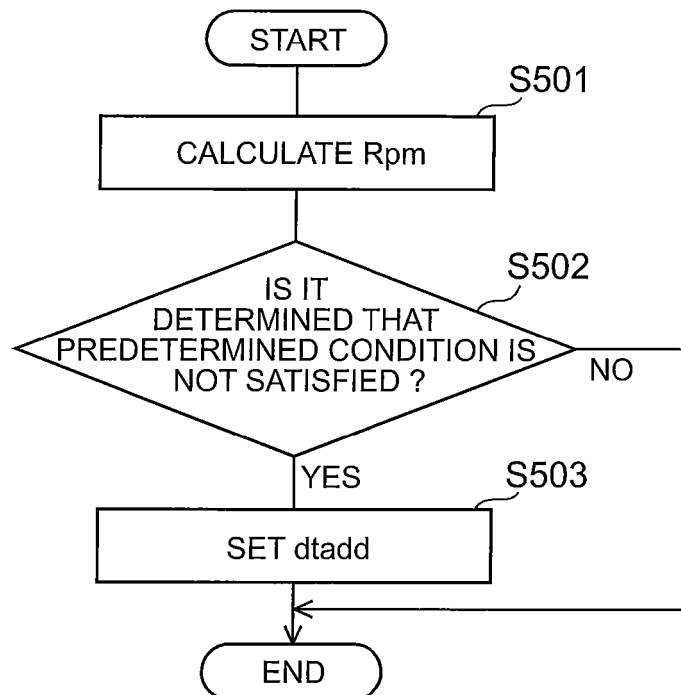 START
S501
CALCULATE Rpm
S502
IS IT
DETERMINED THAT
PREDETERMINED CONDITION IS
NOT SATISFIED ?
NO
YES
S503
SET dtadd
END